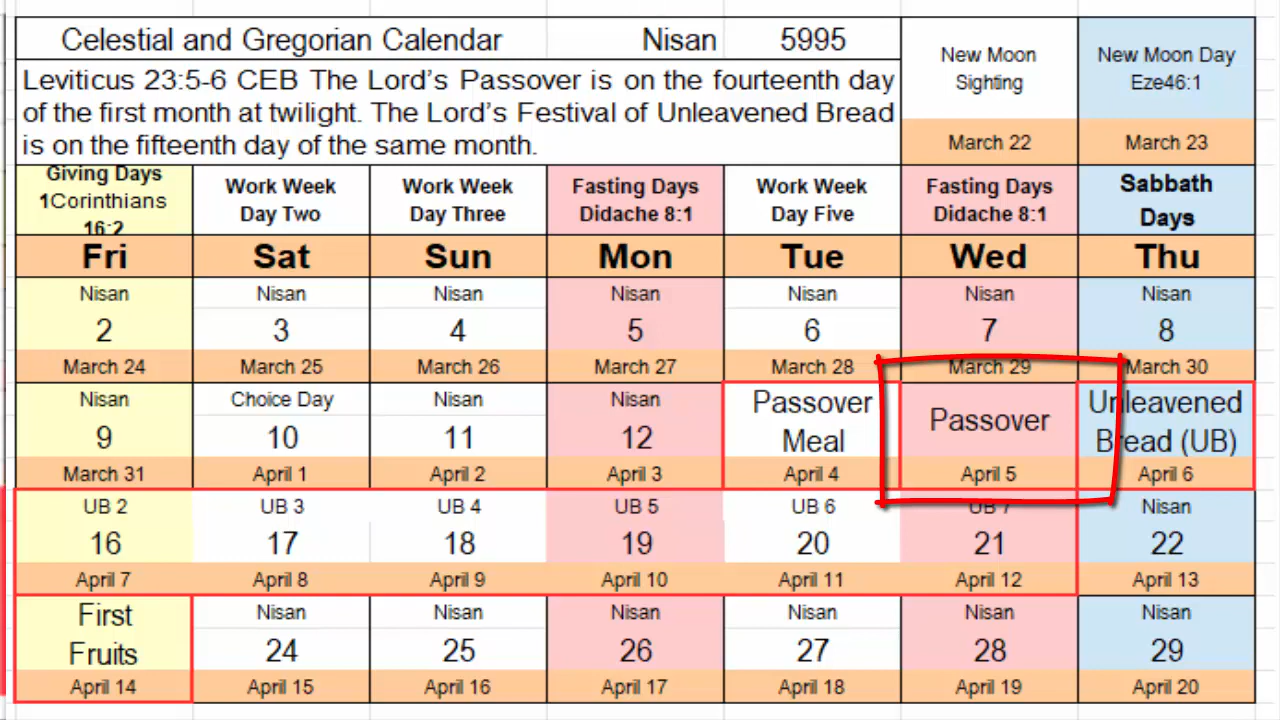 Celestial and Gregorian Calendar Nisan 5995
New Moon Sighting
New Moon Day Eze46:1
Leviticus 23:5-6 CEB The Lord's Passover is on the fourteenth day
of the first month at twilight. The Lord's Festival of Unleavened Bread
is on the fifteenth day of the same month.
March 22 March 23
Giving Days 1Corinthians 16:2
Work Week Day Two
Work Week Day Three
Fasting Days Didache 8:1
Work Week Day Five
Fasting Days Didache 8:1
Sabbath Days
Fri Sat Sun Mon Tue Wed Thu
Nisan Nisan Nisan Nisan Nisan Nisan Nisan
2 3 4 5 6 7 8
March 24 March 25 March 26 March 27 March 28 March 29 March 30
Nisan Choice Day Nisan Nisan Passover Meal Passover Unleavened Bread (UB)
9 10 11 12
March 31 April 1 April 2 April 3 April 4 April 5 April 6
UB 2 UB 3 UB 4 UB 5 UB 6 UB 7 Nisan
16 17 18 19 20 21 22
April 7 April 8 April 9 April 10 April 11 April 12 April 13
First Fruits Nisan Nisan Nisan Nisan Nisan Nisan
24 25 26 27 28 29
April 14 April 15 April 16 April 17 April 18 April 19 April 20